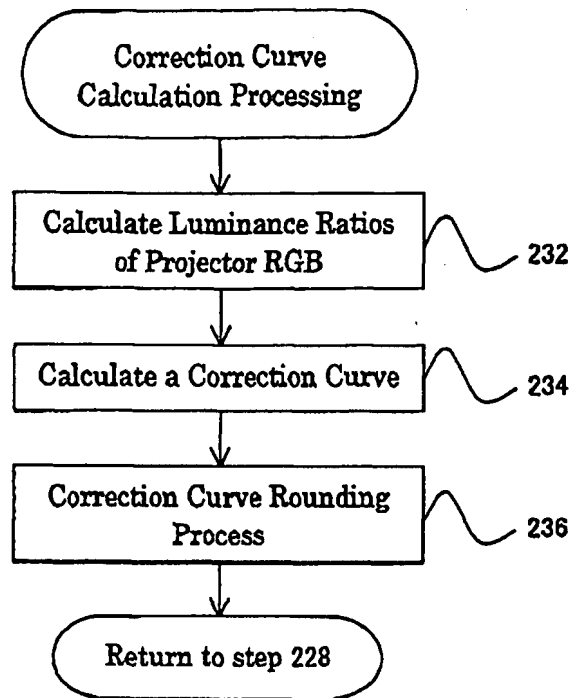 Correction Curve
Calculation Processing
Calculate Luminance Ratios
of Projector RGB
232
Calculate a Correction Curve
234
Correction Curve Rounding
Process
236
Return to step 228